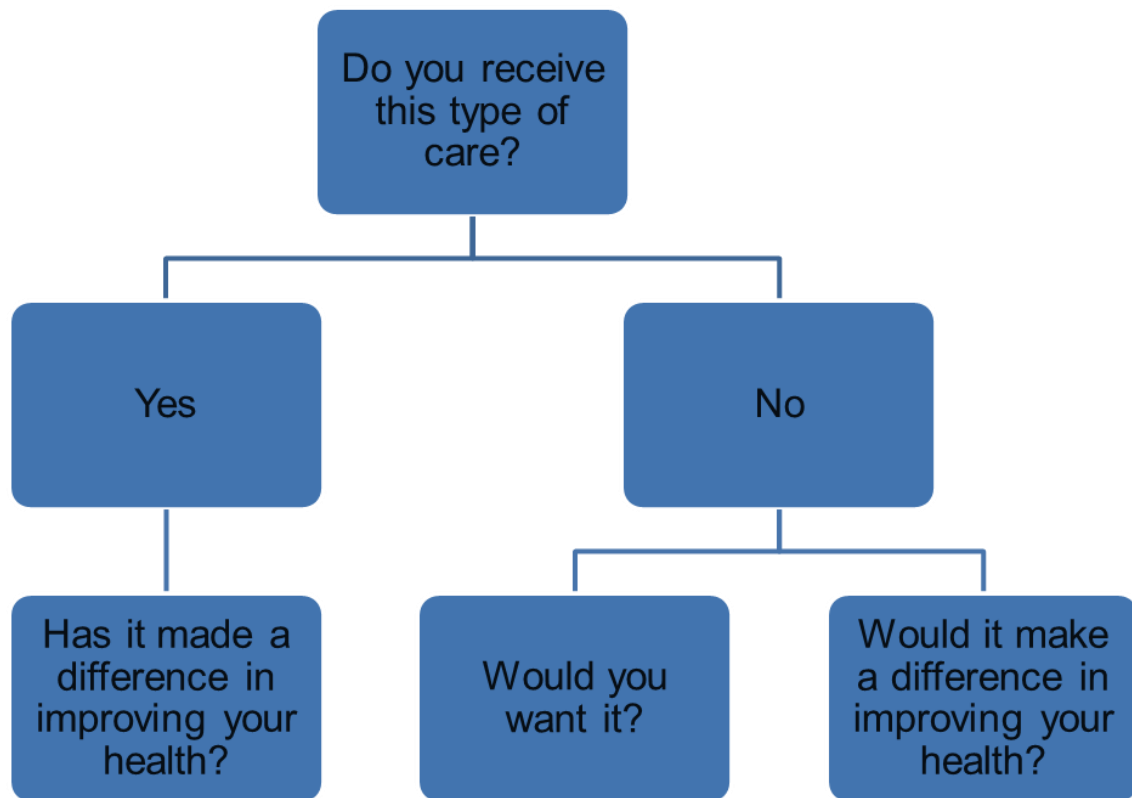 Do you receive
this type of
care?
Yes
No
Has it made a
difference in
improving your
health?
Would you
want it?
Would it make
a difference in
improving your
health?